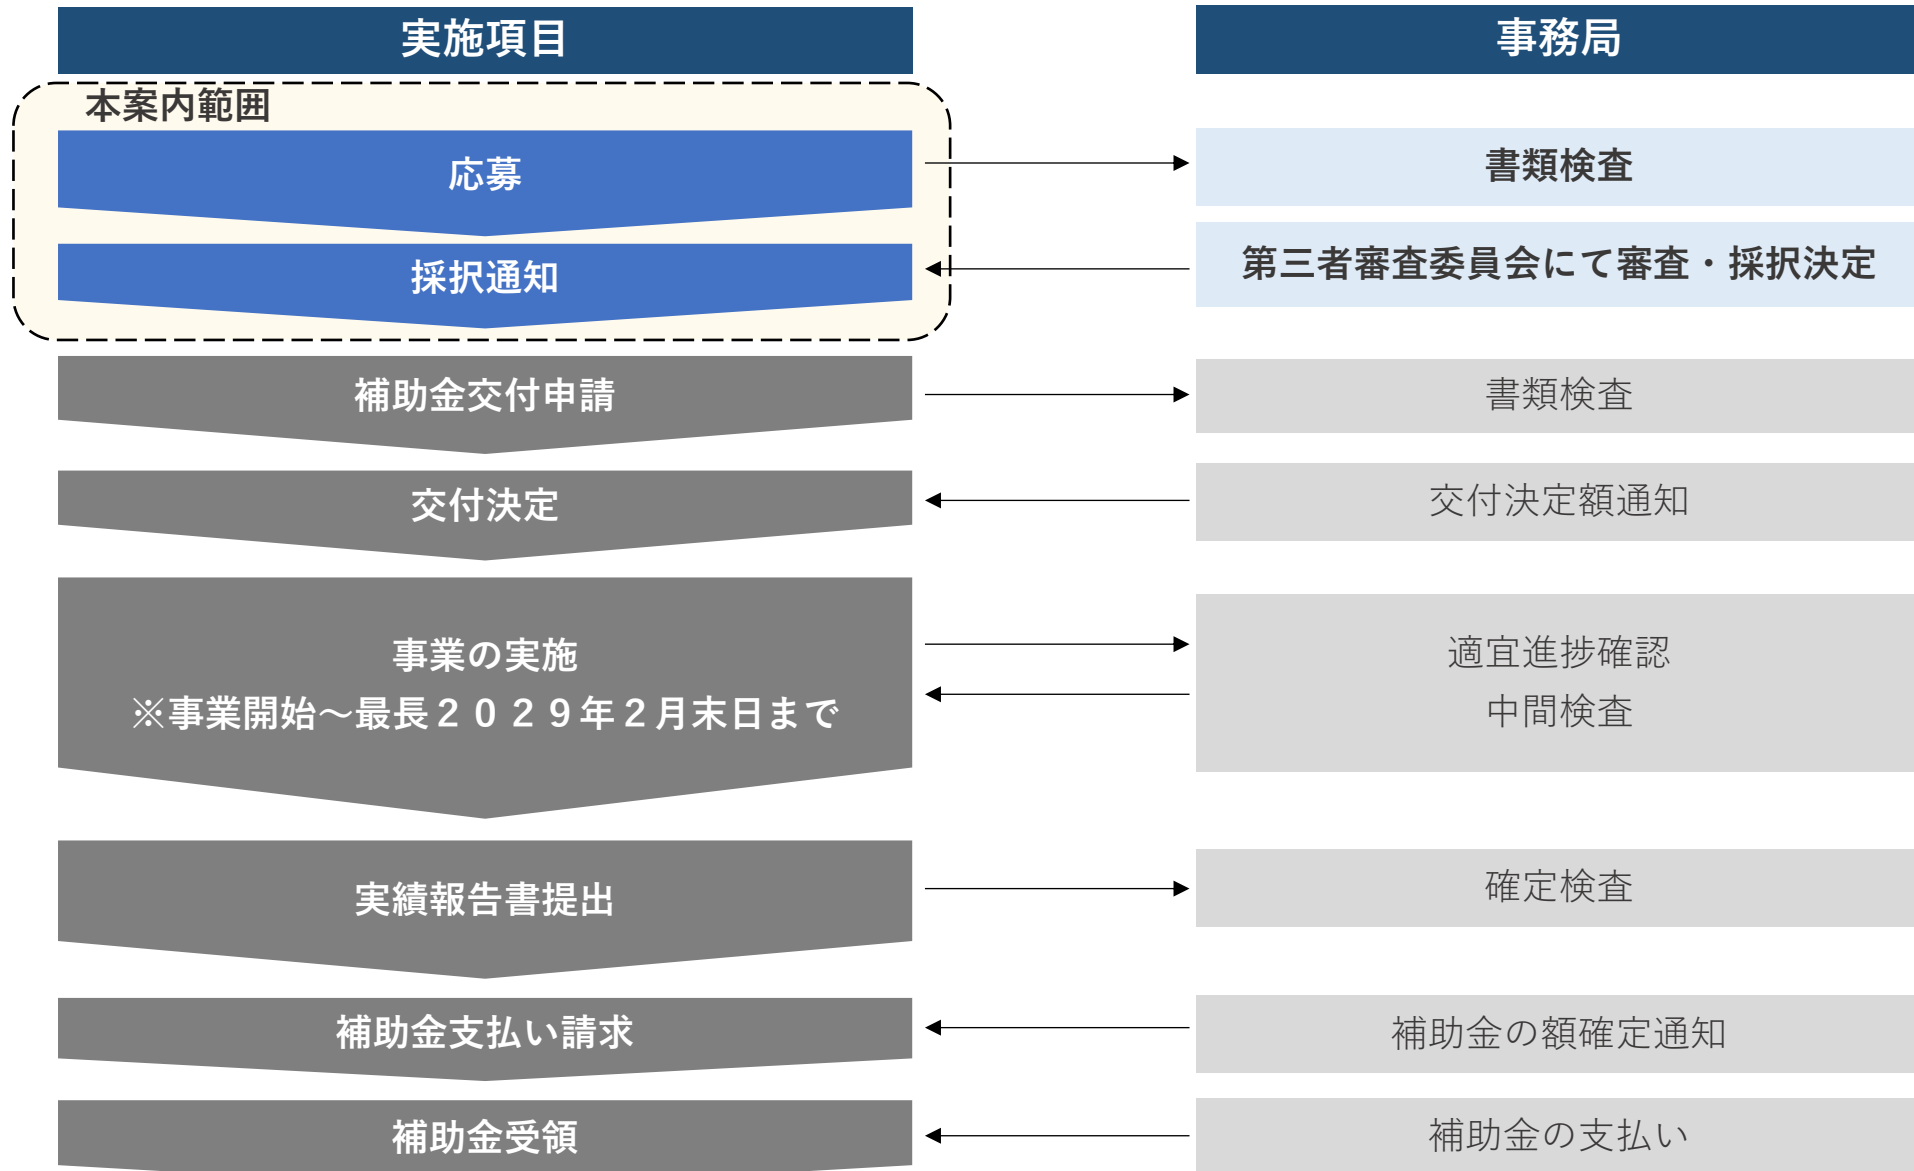 実施項目
事務局
本案内範囲
応募
書類検査
採択通知
第三者審査委員会にて審査・採択決定
補助金交付申請
書類検査
交付決定
交付決定額通知
事業の実施
※事業開始～最長２０２９年２月末日まで
適宜進捗確認
中間検査
実績報告書提出
確定検査
補助金支払い請求
補助金の額確定通知
補助金受領
補助金の支払い